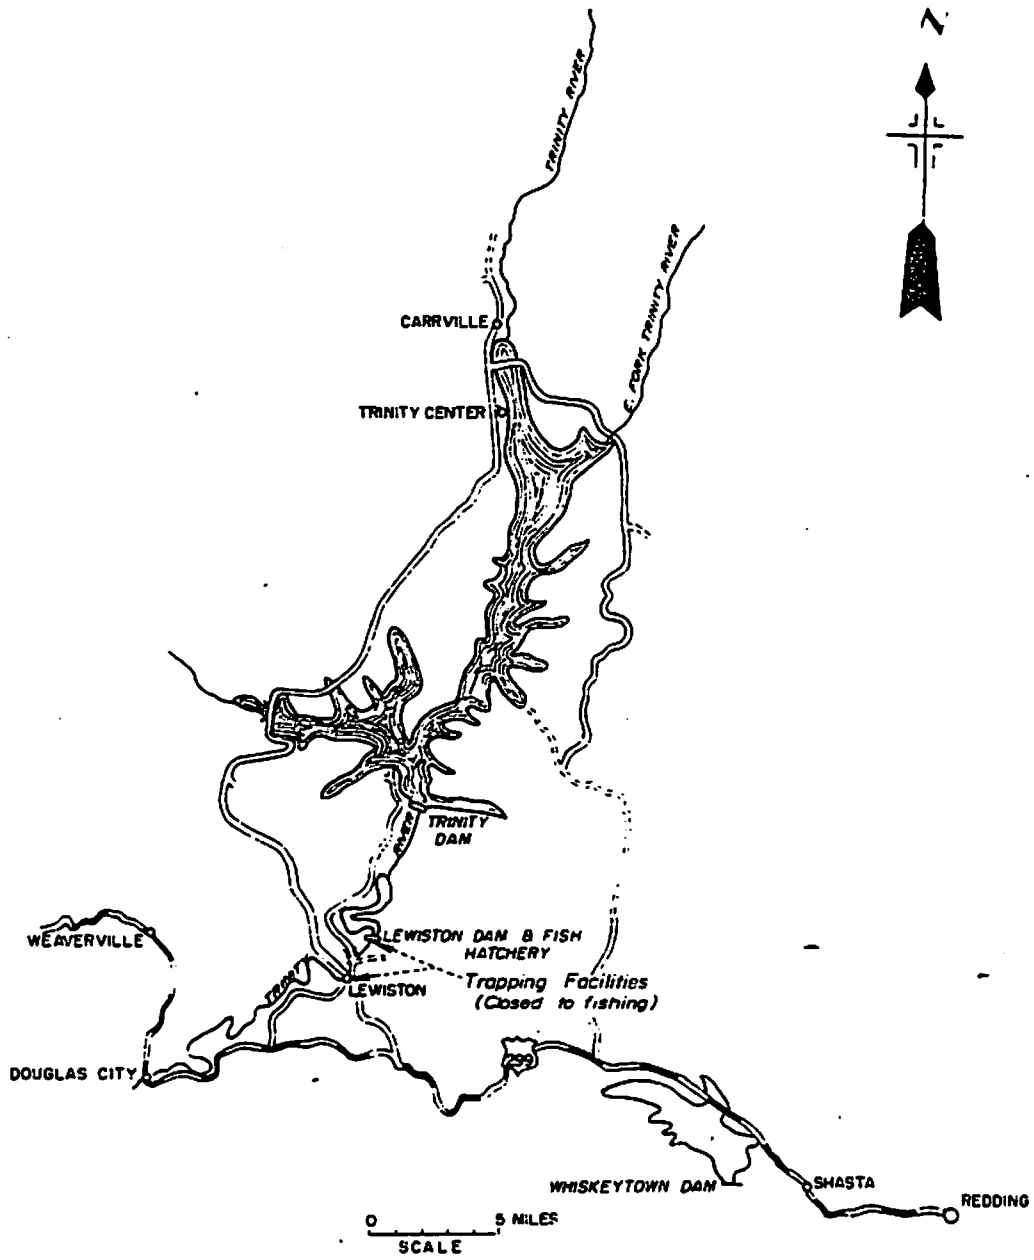 N
TRINITY RIVER
E. FORK TRINITY RIVER
CARRVILLE
TRINITY CENTER
TRINITY
DAM
RIVER
LEWISTON DAM & FISH
HATCHERY
WEAVERVILLE
Trapping Facilities
(Closed to fishing)
LEWISTON
TRINITY
299
DOUGLAS CITY
WHISKEYTOWN DAM
SHASTA
REDDING
0 5 MILES
SCALE